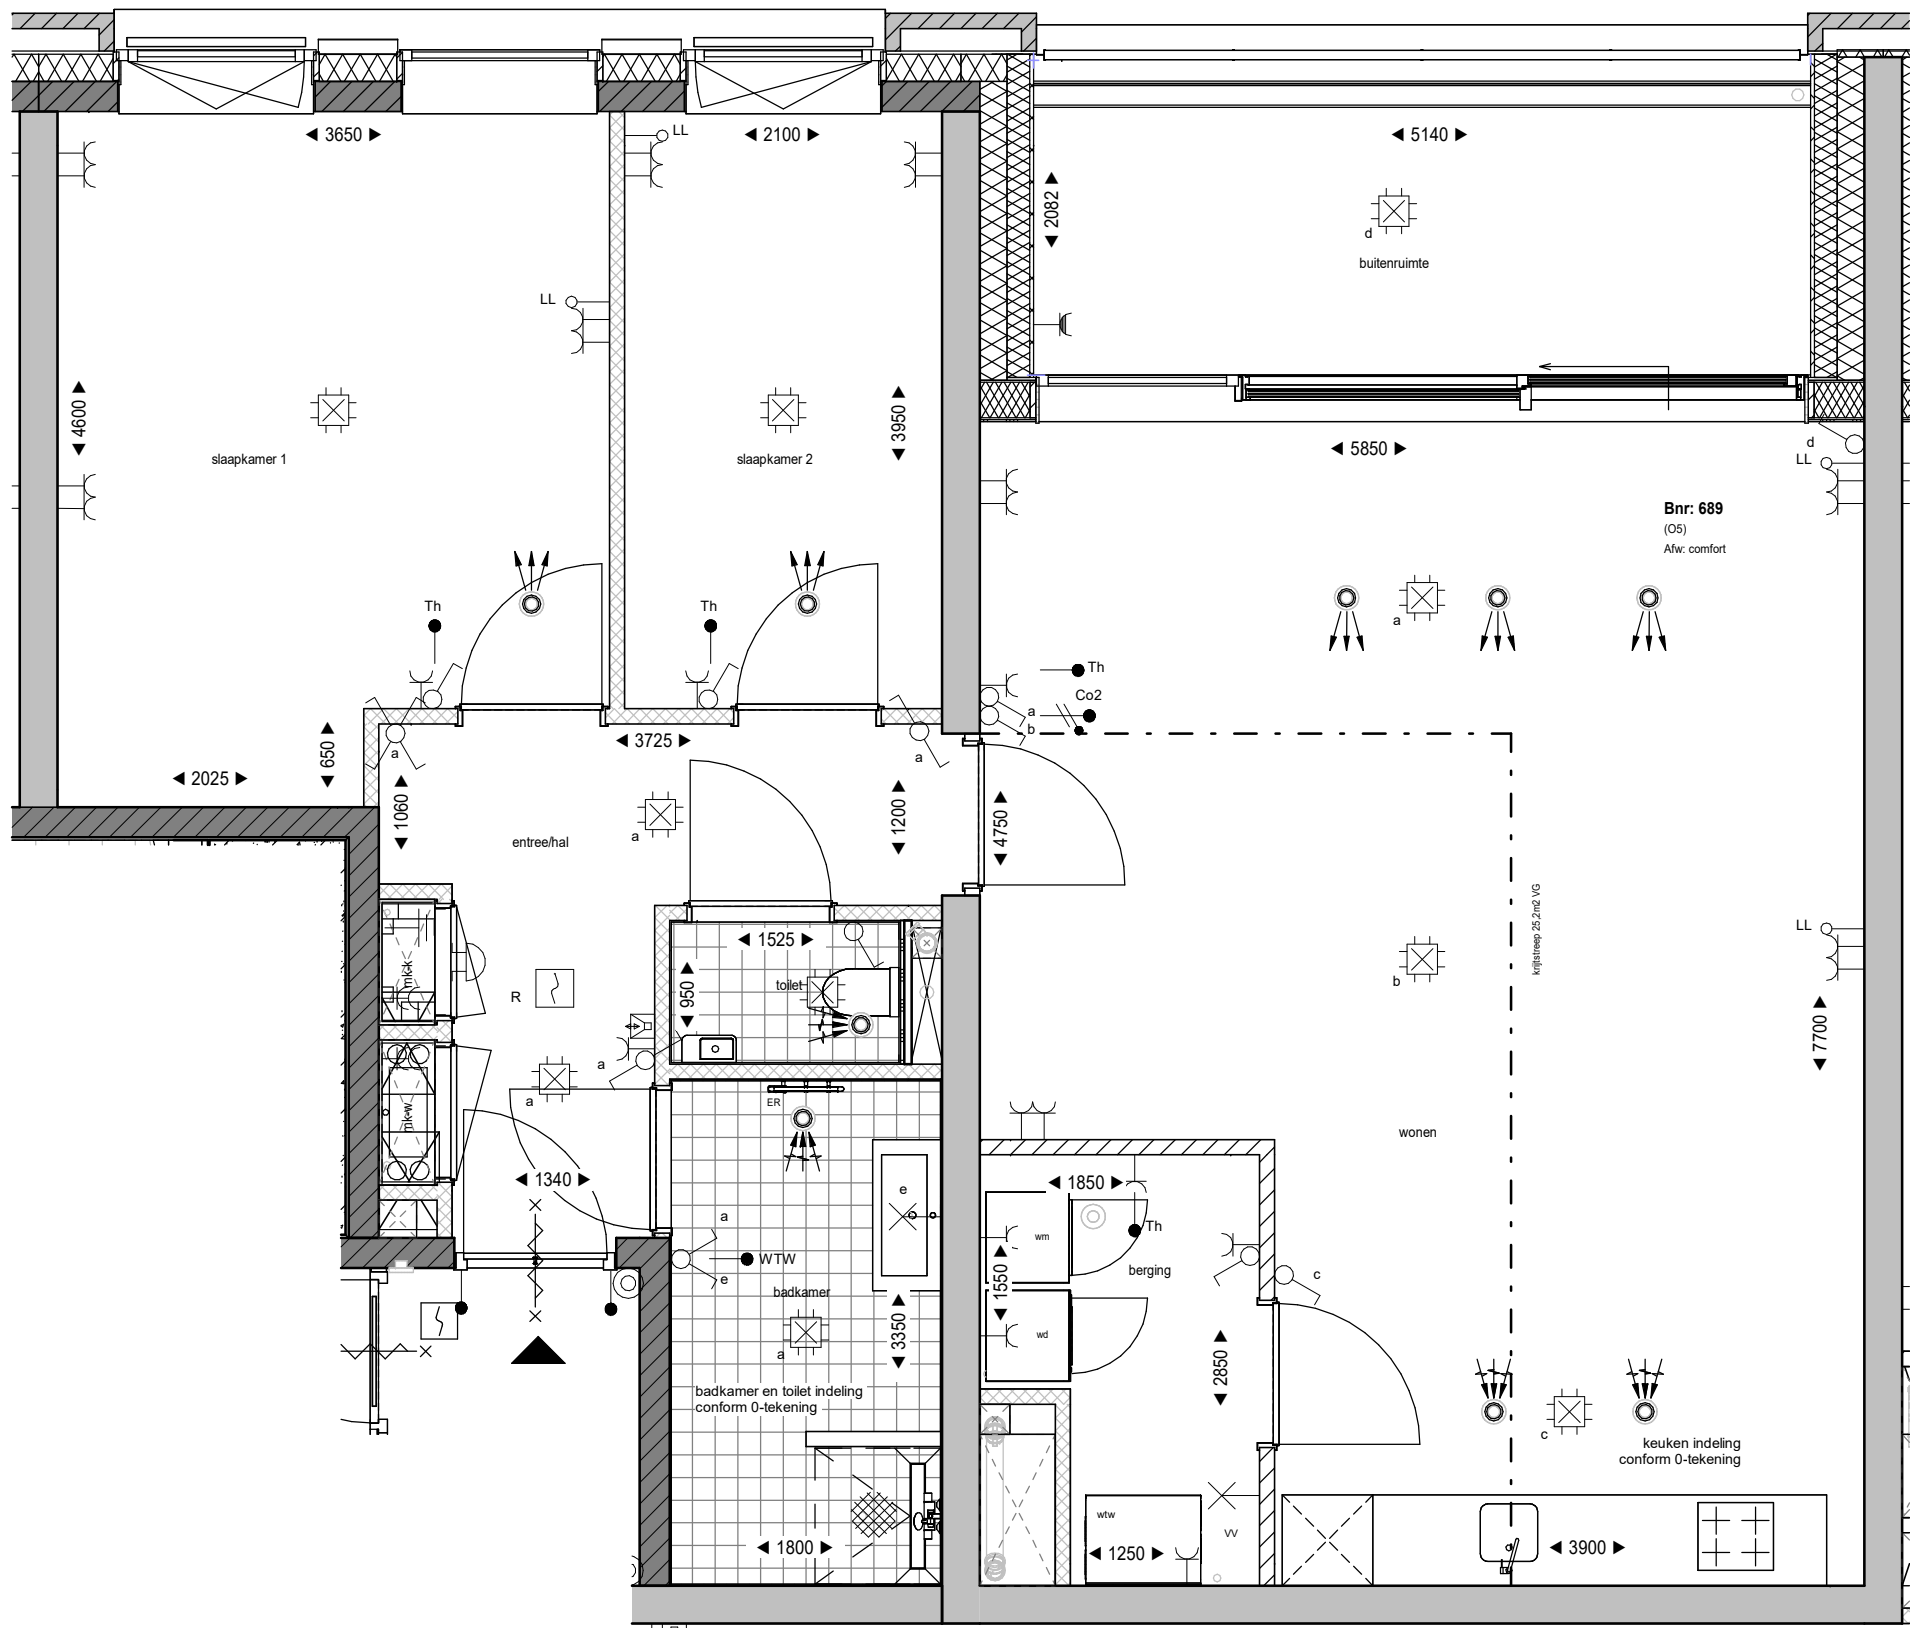 3650
LL
2100
5140
2082
d
buitenruimte
LL
4600
3950
slaapkamer 1
slaapkamer 2
5850
d
LL
Bnr: 689
(O5)
Afw: comfort
Th
Th
a
Th
Co2
a
b
650
a
3725
a
2025
1060
1200
4750
a
entree/hal
krijtstreep 25,2m2 VG
1525
LL
mk-k
950
toilet
b
R
7700
a
a
ER
mk-w
wonen
1340
1850
e
a
Th
wm
WTW
e
1550
berging
c
badkamer
3350
wd
2850
a
badkamer en toilet indeling
conform 0-tekening
c
keuken indeling
conform 0-tekening
wtw
VV
1800
1250
3900